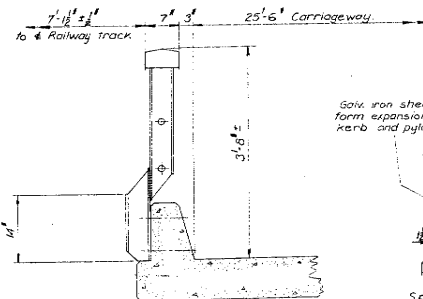 7'-1½" ± ½" 7" 3" 25'-6" Carriageway.
to ℄ Railway track.
3'-8" ±
14"
Galv. iron shee
form expansion
kerb and pylo